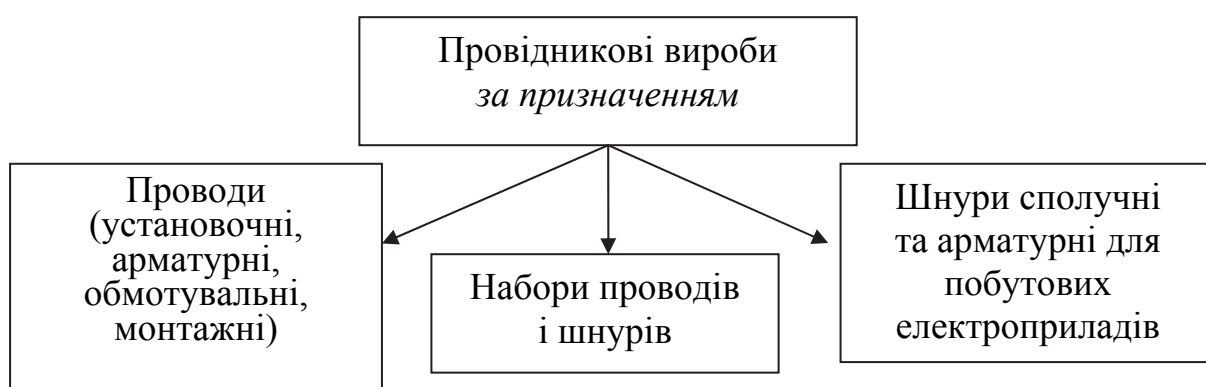 Провідникові вироби
за призначенням
Проводи
(установочні,
арматурні,
обмотувальні,
монтажні)
Набори проводів
і шнурів
Шнури сполучні
та арматурні для
побутових
електроприладів